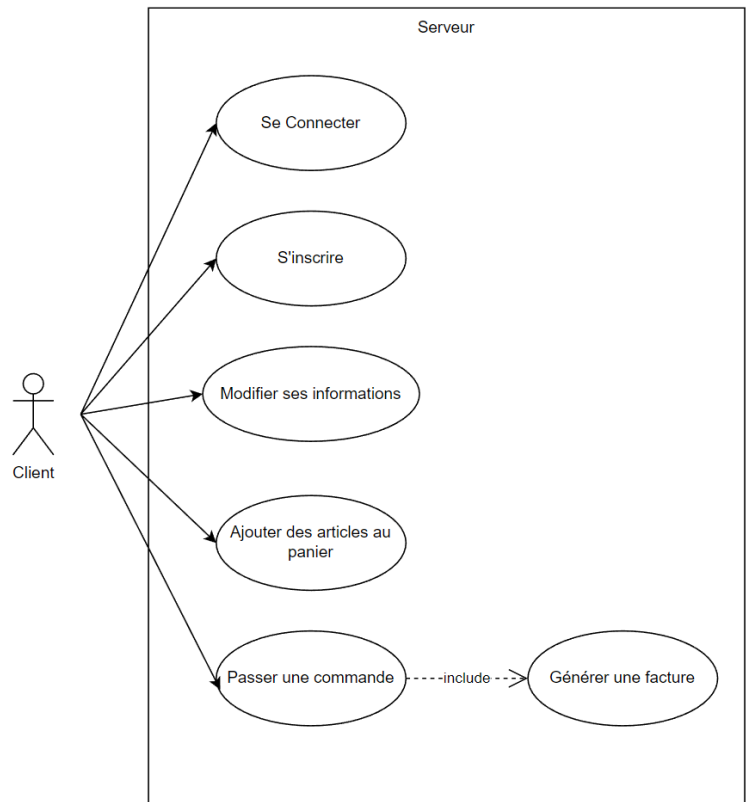 Serveur
Se Connecter
S'inscrire
Modifier ses informations
Client
Ajouter des articles au
panier
Passer une commande
include
Générer une facture